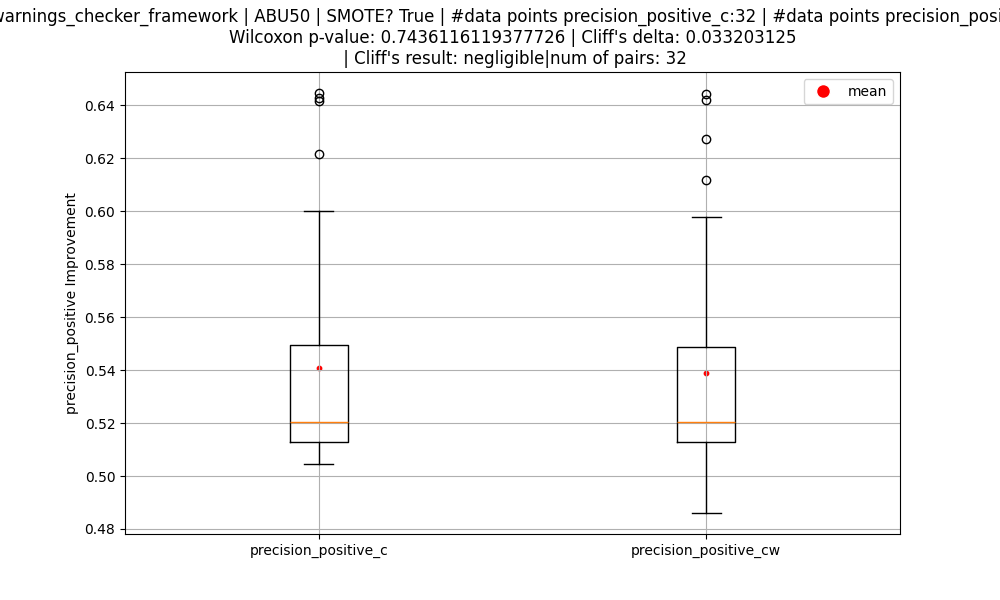 warnings_checker_framework | ABU50 | SMOTE? True | #data points precision_positive_c:32 | #data points
Wilcoxon p-value: 0.7436116119377726 | Cliff's delta: 0.033203125
| Cliff's result: negligible|num of pairs: 32
mean
0.64
0.62
0.60
0.58
0.56
0.54
0.52
0.50
0.48
precision_positive Improvement
precision_positive_c
precision_positive_cw